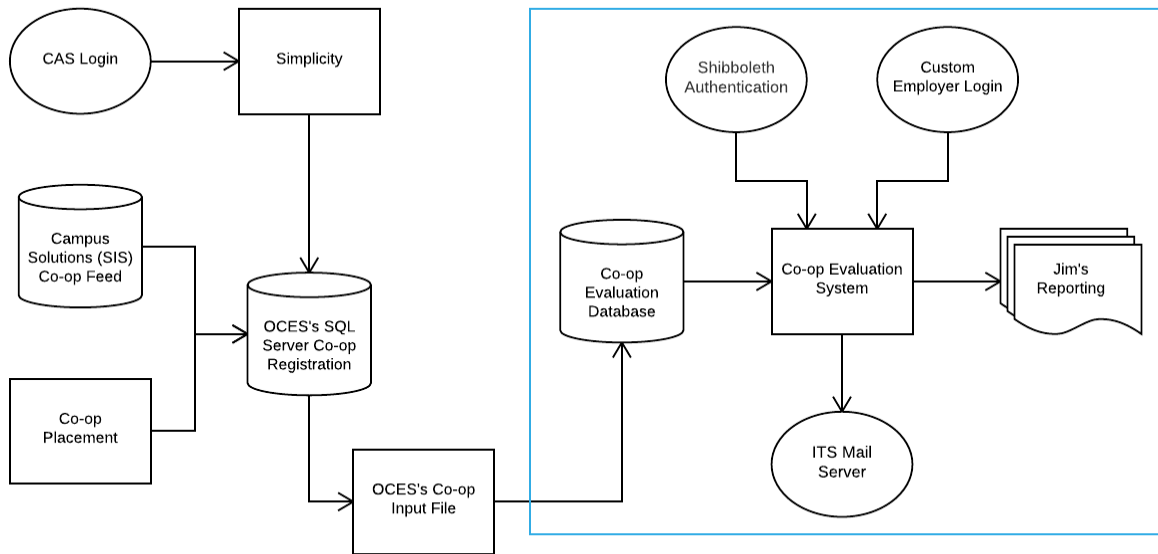 CAS Login
Simplicity
Shibboleth
Authentication
Custom
Employer Login
Campus
Solutions (SIS)
Co-op Feed
Co-op
Evaluation
Database
Co-op Evaluation
System
Jim's
Reporting
OCES's SQL
Server Co-op
Registration
Co-op
Placement
ITS Mail
Server
OCES's Co-op
Input File